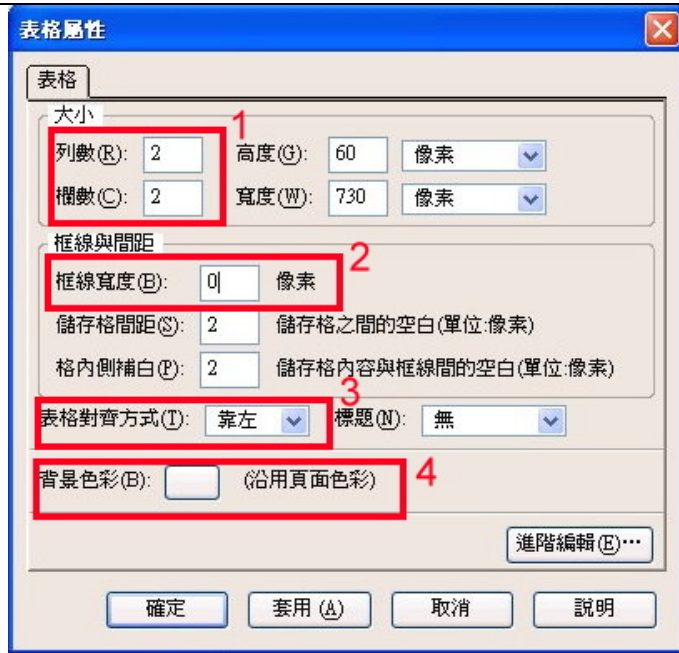 表格屬性
表格
大小
1
列數(R): 2 高度(G): 60 像素
欄數(C): 2 寬度(W): 730 像素
框線與間距
2
框線寬度(B): 0 像素
儲存格間距(S): 2 儲存格之間的空白(單位:像素)
格內側補白(P): 2 儲存格內容與框線間的空白(單位:像素)
3
表格對齊方式(T): 靠左 標題(N): 無
背景色彩(B): (沿用頁面色彩) 4
進階編輯(E)…
確定 套用 (A) 取消 說明